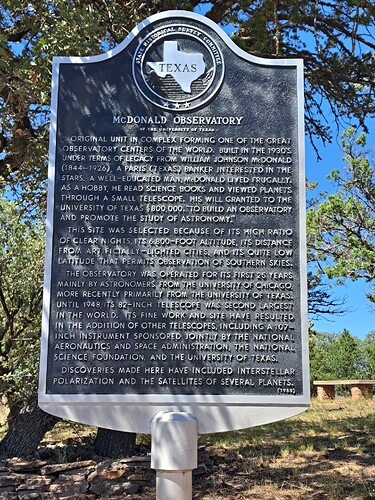 STATE HISTORICAL SURVEY COMMITTEE
TEXAS
McDONALD OBSERVATORY
OF THE UNIVERSITY OF TEXAS
ORIGINAL UNIT IN COMPLEX FORMING ONE OF THE GREAT
OBSERVATORY CENTERS OF THE WORLD. BUILT IN THE 1930'S
UNDER TERMS OF LEGACY FROM WILLIAM JOHNSON McDONALD
(1844-1926), A PARIS (TEXAS) BANKER INTERESTED IN THE
STARS. A WELL-EDUCATED MAN, McDONALD LIVED FRUGALLY.
AS A HOBBY, HE READ SCIENCE BOOKS AND VIEWED PLANETS
THROUGH A SMALL TELESCOPE. HIS WILL GRANTED TO THE
UNIVERSITY OF TEXAS $800,000 "TO BUILD AN OBSERVATORY
AND PROMOTE THE STUDY OF ASTRONOMY."
THIS SITE WAS SELECTED BECAUSE OF ITS HIGH RATIO
OF CLEAR NIGHTS, ITS 6,800-FOOT ALTITUDE, ITS DISTANCE
FROM ARTIFICIALLY-LIGHTED CITIES, AND ITS QUITE LOW
LATITUDE THAT PERMITS OBSERVATION OF SOUTHERN SKIES.
THE OBSERVATORY WAS OPERATED FOR ITS FIRST 25 YEARS
MAINLY BY ASTRONOMERS FROM THE UNIVERSITY OF CHICAGO,
MORE RECENTLY PRIMARILY FROM THE UNIVERSITY OF TEXAS.
UNTIL 1948 ITS 82-INCH TELESCOPE WAS SECOND LARGEST
IN THE WORLD. ITS FINE WORK AND SITE HAVE RESULTED
IN THE ADDITION OF OTHER TELESCOPES, INCLUDING A 107-
INCH INSTRUMENT SPONSORED JOINTLY BY THE NATIONAL
AERONAUTICS AND SPACE ADMINISTRATION, THE NATIONAL
SCIENCE FOUNDATION, AND THE UNIVERSITY OF TEXAS.
DISCOVERIES MADE HERE HAVE INCLUDED INTERSTELLAR
POLARIZATION AND THE SATELLITES OF SEVERAL PLANETS.
(1968)